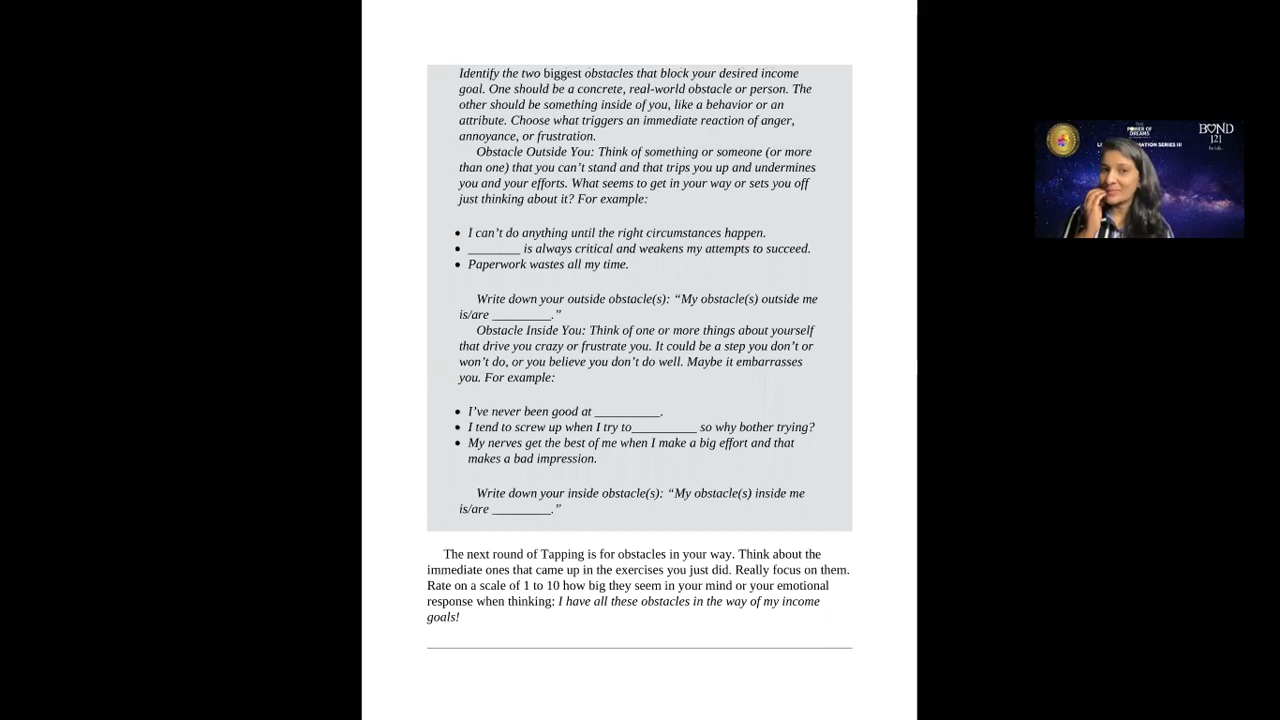 Identify the two biggest obstacles that block your desired income
goal. One should be a concrete, real-world obstacle or person. The
other should be something inside of you, like a behavior or an
attribute. Choose what triggers an immediate reaction of anger,
annoyance, or frustration.
Obstacle Outside You: Think of something or someone (or more
than one) that you can’t stand and that trips you up and undermines
you and your efforts. What seems to get in your way or sets you off
just thinking about it? For example:
• I can’t do anything until the right circumstances happen.
• ________ is always critical and weakens my attempts to succeed.
• Paperwork wastes all my time.
Write down your outside obstacle(s): “My obstacle(s) outside me
is/are _________.”
Obstacle Inside You: Think of one or more things about yourself
that drive you crazy or frustrate you. It could be a step you don’t or
won’t do, or you believe you don’t do well. Maybe it embarrasses
you. For example:
• I’ve never been good at __________.
• I tend to screw up when I try to__________ so why bother trying?
• My nerves get the best of me when I make a big effort and that
makes a bad impression.
Write down your inside obstacle(s): “My obstacle(s) inside me
is/are _________.”
The next round of Tapping is for obstacles in your way. Think about the
immediate ones that came up in the exercises you just did. Really focus on them.
Rate on a scale of 1 to 10 how big they seem in your mind or your emotional
response when thinking: I have all these obstacles in the way of my income
goals!
THE
POWER OF
DREAMS
BOND
121
for Life..
MATION SERIES III